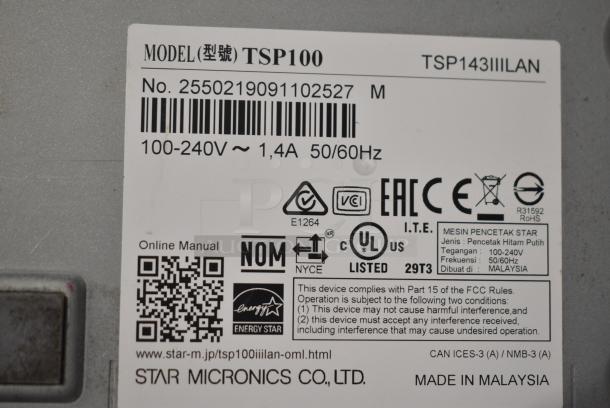 MODEL(型號) TSP100
TSP143IIILAN
No. 2550219091102527 M
100-240V ～ 1,4A 50/60Hz
E1264
VCI
EAC CE
R31592
RoHS
I.T.E.
Online Manual
NOM
NYCE
C UL US
LISTED 29T3
MESIN PENCETAK STAR
Jenis : Pencetak Hitam Putih
Tegangan : 100-240V
Frekuensi : 50/60Hz
Dibuat di : MALAYSIA
energy
ENERGY STAR
This device complies with Part 15 of the FCC Rules.
Operation is subject to the following two conditions:
(1) This device may not cause harmful interference,and
(2) this device must accept any interference received,
including interference that may cause undesired operation.
www.star-m.jp/tsp100iiilan-oml.html
CAN ICES-3 (A) / NMB-3 (A)
STAR MICRONICS CO., LTD.
MADE IN MALAYSIA